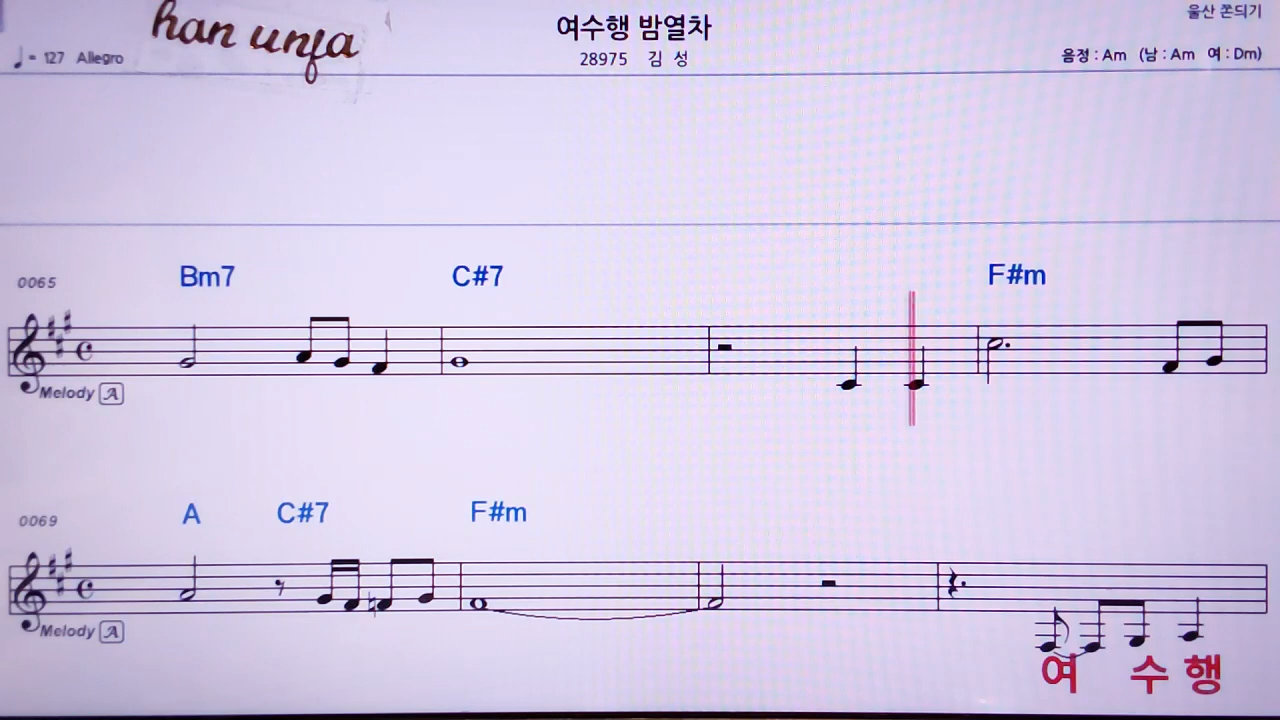 han unja
여수행 밤열차
울산 쫀듸기
♩= 127 Allegro
28975 김 성
음정 : Am (남 : Am 여 : Dm)
0065
Bm7 C#7 F#m
Melody A
0069
A C#7 F#m
Melody A
여 수 행